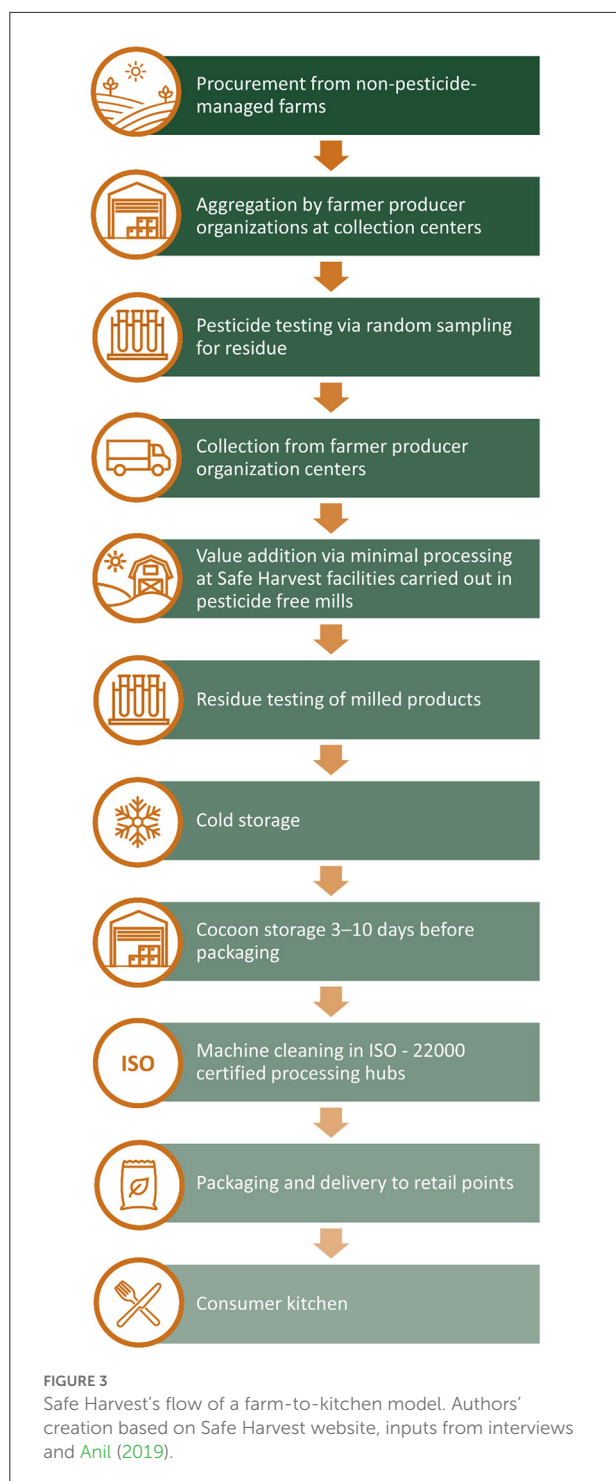 Procurement from non-pesticide-
managed farms
Aggregation by farmer producer
organizations at collection centers
Pesticide testing via random sampling
for residue
Collection from farmer producer
organization centers
Value addition via minimal processing
at Safe Harvest facilities carried out in
pesticide free mills
Residue testing of milled products
Cold storage
Cocoon storage 3–10 days before
packaging
ISO
Machine cleaning in ISO - 22000
certified processing hubs
Packaging and delivery to retail points
Consumer kitchen
FIGURE 3
Safe Harvest’s flow of a farm-to-kitchen model. Authors’
creation based on Safe Harvest website, inputs from interviews
and Anil (2019).